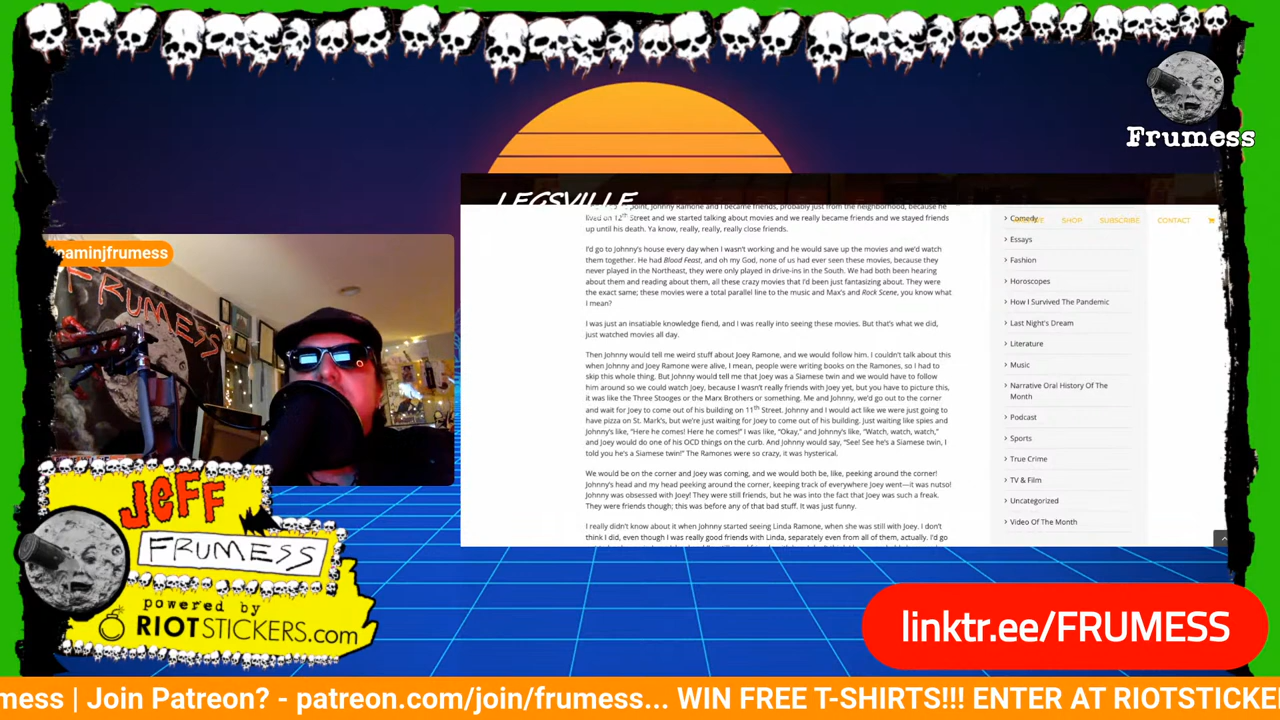 Frumess
LEGSVILLE
point, Johnny Ramone and I became friends, probably just from the neighborhood, because he
lived on 12th Street and we started talking about movies and we really became friends and we stayed friends
up until his death. Ya know, really, really, really close friends.
I'd go to Johnny's house every day when I wasn't working and he would save up the movies and we'd watch
them together. He had Blood Feast, and oh my God, none of us had ever seen these movies, because they
never played in the Northeast, they were only played in drive-ins in the South. We had both been hearing
about them and reading about them, all these crazy movies that I'd been just fantasizing about. They were
the exact same; these movies were a total parallel line to the music and Max's and Rock Scene, you know what
I mean?
I was just an insatiable knowledge fiend, and I was really into seeing these movies. But that's what we did,
just watched movies all day.
Then Johnny would tell me weird stuff about Joey Ramone, and we would follow him. I couldn't talk about this
when Johnny and Joey Ramone were alive, I mean, people were writing books on the Ramones, so I had to
skip this whole thing. But Johnny would tell me that Joey was a Siamese twin and we would have to follow
him around so we could watch Joey, because I wasn't really friends with Joey yet, but you have to picture this,
it was like the Three Stooges or the Marx Brothers or something. Me and Johnny, we'd go out to the corner
and wait for Joey to come out of his building on 11th Street. Johnny and I would act like we were just going to
have pizza on St. Mark's, but we're just waiting for Joey to come out of his building. Just waiting like spies and
Johnny's like, "Here he comes! Here he comes!" I was like, "Okay," and Johnny's like, "Watch, watch, watch,"
and Joey would do one of his OCD things on the curb. And Johnny would say, "See! See he's a Siamese twin, I
told you he's a Siamese twin!" The Ramones were so crazy, it was hysterical.
We would be on the corner and Joey was coming, and we would both be, like, peeking around the corner!
Johnny's head and my head peeking around the corner, keeping track of everywhere Joey went—it was nutso!
Johnny was obsessed with Joey! They were still friends, but he was into the fact that Joey was such a freak.
They were friends though; this was before any of that bad stuff. It was just funny.
I really didn't know about it when Johnny started seeing Linda Ramone, when she was still with Joey. I don't
think I did, even though I was really good friends with Linda, separately even from all of them, actually. I'd go
SHOP
SUBSCRIBE
CONTACT
Comedy
Essays
Fashion
Horoscopes
How I Survived The Pandemic
Last Night's Dream
Literature
Music
Narrative Oral History Of The
Month
Podcast
Sports
True Crime
TV & Film
Uncategorized
Video Of The Month
eaminjfrumess
FRUMESS
JEFF
FRUMESS
powered by
RIOTSTICKERS.com
linktr.ee/FRUMESS
mess | Join Patreon? - patreon.com/join/frumess... WIN FREE T-SHIRTS!!! ENTER AT RIOTSTICKE